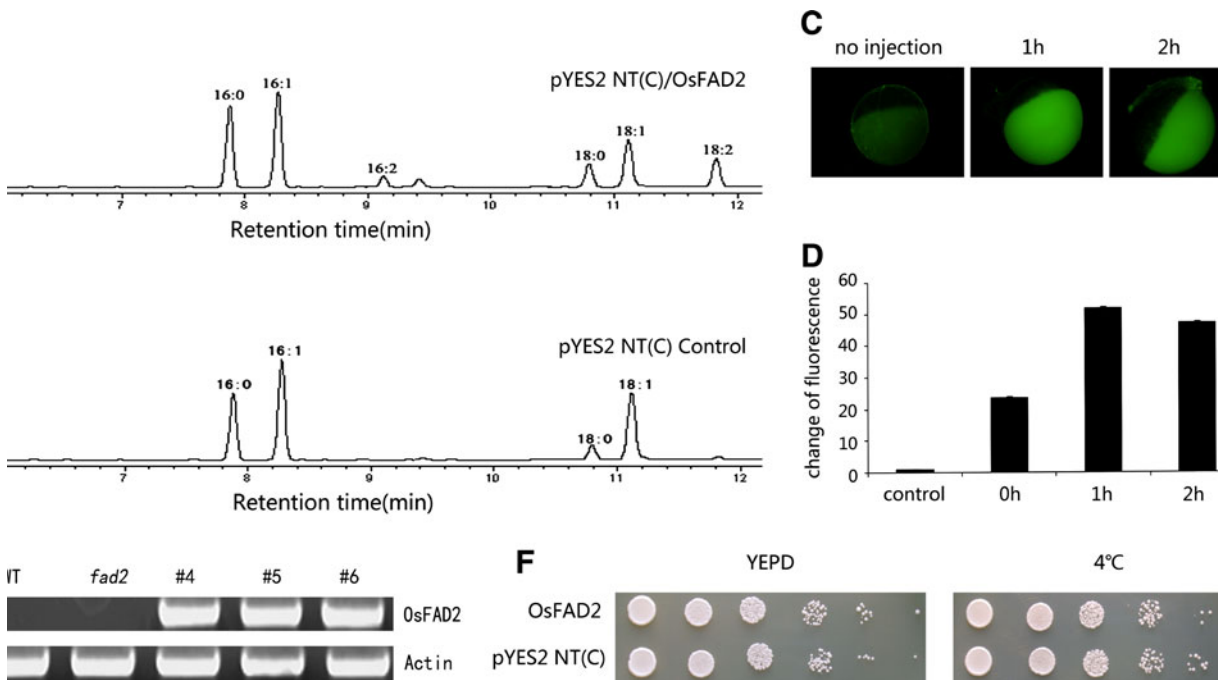 16:0
16:1
pYES2 NT(C)/OsFAD2
16:2
18:0
18:1
18:2
7 8 9 10 11 12
Retention time(min)
16:0
16:1
pYES2 NT(C) Control
18:0
18:1
7 8 9 10 11 12
Retention time(min)
C
no injection 1h 2h
D
change of fluorescence
60
50
40
30
20
10
0
control 0h 1h 2h
fad2 #4 #5 #6
OsFAD2
Actin
F
YEPD 4℃
OsFAD2
pYES2 NT(C)